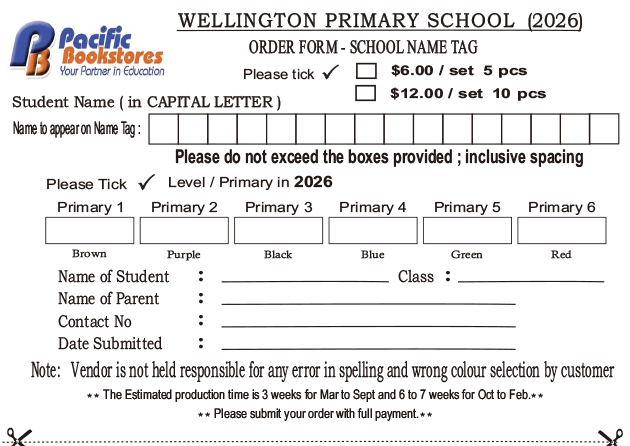 WELLINGTON PRIMARY SCHOOL (2026)
Pacific
Bookstores
Your Partner in Education
ORDER FORM - SCHOOL NAME TAG
Please tick ✓ $6.00 / set 5 pcs
$12.00 / set 10 pcs
Student Name ( in CAPITAL LETTER )
Name to appear on Name Tag :
Please do not exceed the boxes provided ; inclusive spacing
Please Tick ✓ Level / Primary in 2026
Primary 1 Primary 2 Primary 3 Primary 4 Primary 5 Primary 6
Brown Purple Black Blue Green Red
Name of Student : Class :
Name of Parent :
Contact No :
Date Submitted :
Note: Vendor is not held responsible for any error in spelling and wrong colour selection by customer
** The Estimated production time is 3 weeks for Mar to Sept and 6 to 7 weeks for Oct to Feb.**
** Please submit your order with full payment.**